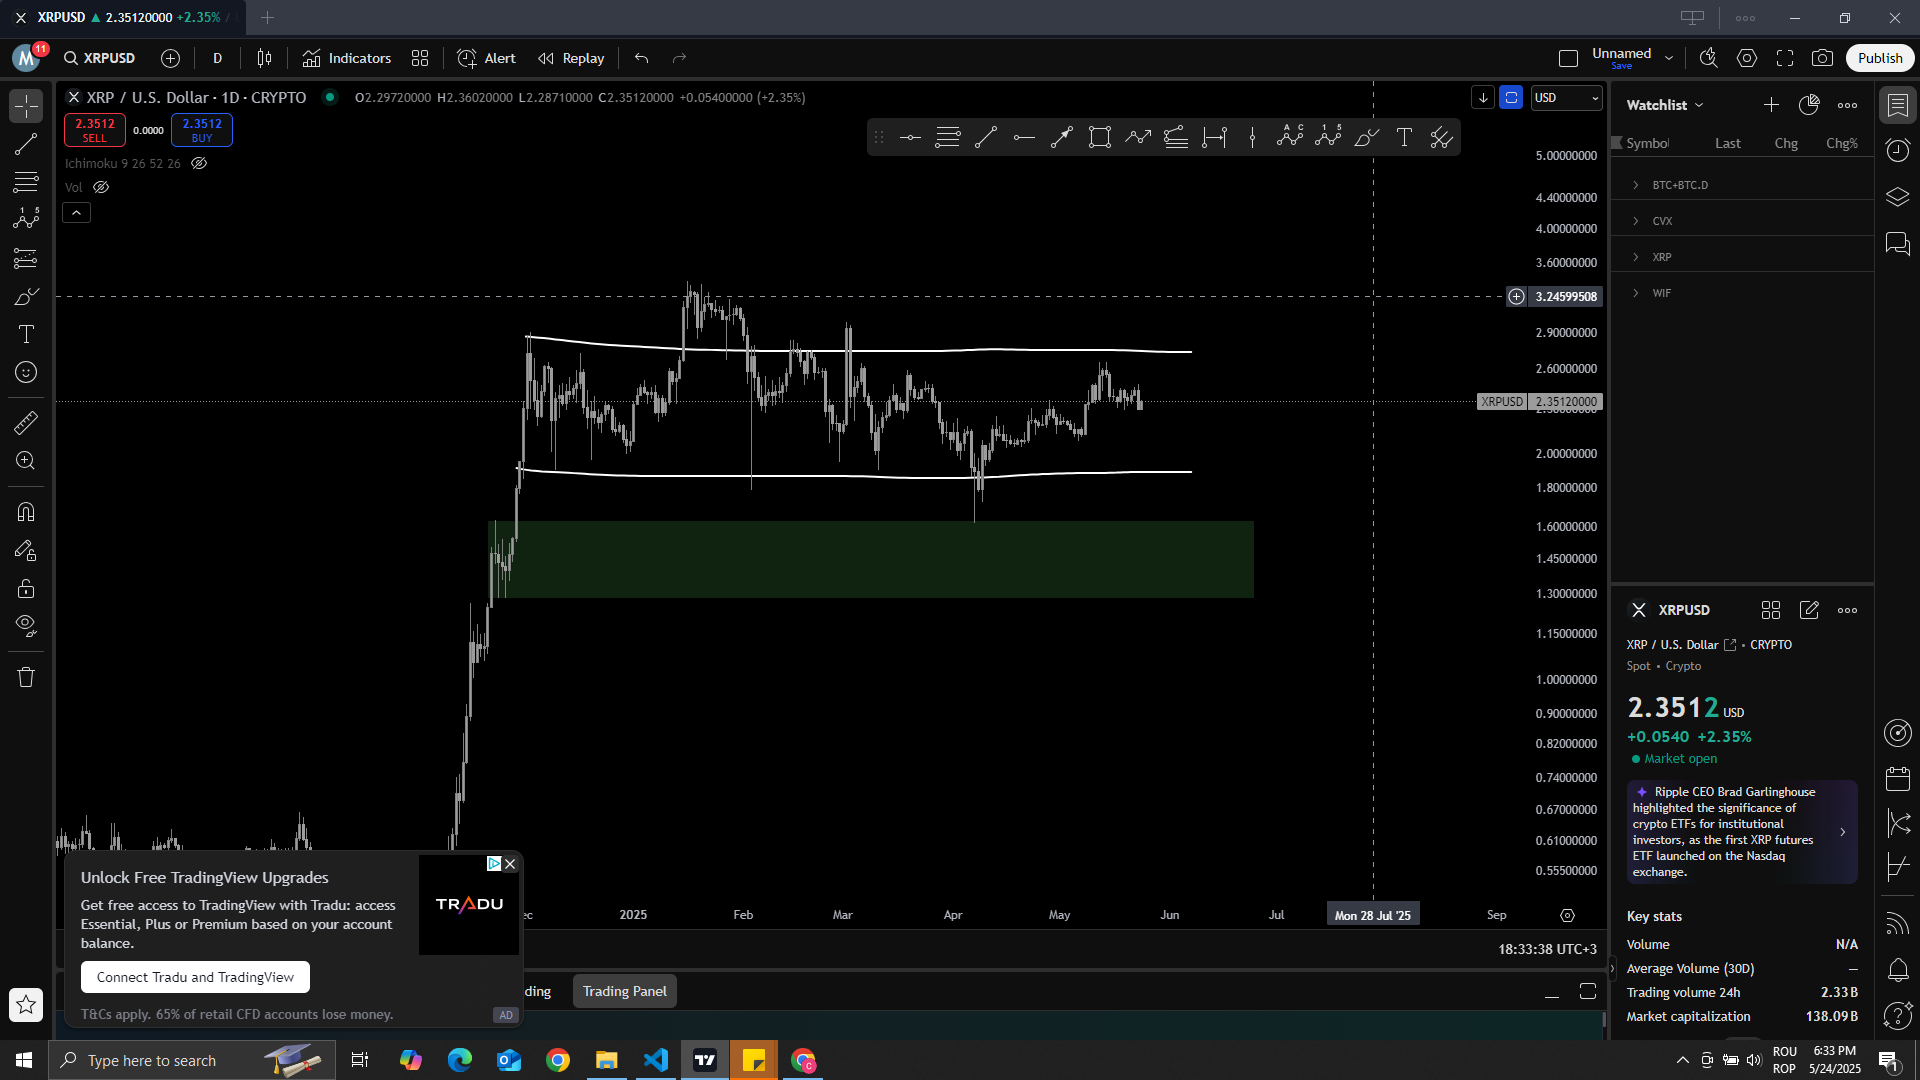 XRPUSD ▲ 2.35120000 +2.35% /
M 11 XRPUSD D Indicators Alert Replay Unnamed Save Publish
XRP / U.S. Dollar · 1D · CRYPTO O2.29720000 H2.36020000 L2.28710000 C2.35120000 +0.05400000 (+2.35%)
USD
2.3512 SELL
0.0000
2.3512 BUY
Ichimoku 9 26 52 26
Vol
A C
1 5
T
5.00000000
4.40000000
4.00000000
3.60000000
3.24599508
2.90000000
2.60000000
XRPUSD 2.35120000
2.00000000
1.80000000
1.60000000
1.45000000
1.30000000
1.15000000
1.00000000
0.90000000
0.82000000
0.74000000
0.67000000
0.61000000
0.55500000
2025 Feb Mar Apr May Jun Jul Mon 28 Jul '25 Sep
18:33:38 UTC+3
Trading Panel
Unlock Free TradingView Upgrades
Get free access to TradingView with Tradu: access
Essential, Plus or Premium based on your account
balance.
TRADU
Connect Tradu and TradingView
T&Cs apply. 65% of retail CFD accounts lose money.
AD
Watchlist
Symbol Last Chg Chg%
BTC+BTC.D
CVX
XRP
WIF
XRPUSD
XRP / U.S. Dollar • CRYPTO
Spot • Crypto
2.3512 USD
+0.0540 +2.35%
Market open
Ripple CEO Brad Garlinghouse
highlighted the significance of
crypto ETFs for institutional
investors, as the first XRP futures
ETF launched on the Nasdaq
exchange.
Key stats
Volume N/A
Average Volume (30D) —
Trading volume 24h 2.33B
Market capitalization 138.09B
Type here to search
ROU
ROP
6:33 PM
5/24/2025
1